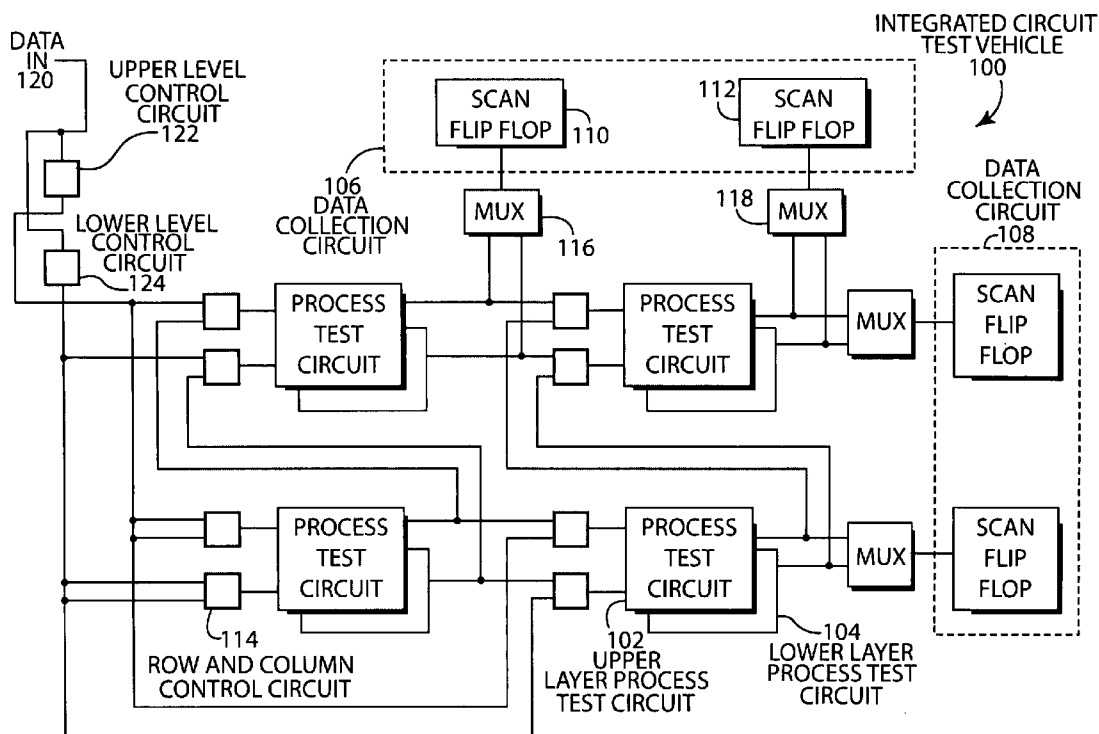 DATA
IN
120
UPPER LEVEL
CONTROL
CIRCUIT
122
LOWER LEVEL
CONTROL
CIRCUIT
124
SCAN
FLIP FLOP
110
112
SCAN
FLIP FLOP
INTEGRATED CIRCUIT
TEST VEHICLE
100
106
DATA
COLLECTION
CIRCUIT
MUX
116
118
MUX
DATA
COLLECTION
CIRCUIT
108
PROCESS
TEST
CIRCUIT
PROCESS
TEST
CIRCUIT
MUX
SCAN
FLIP
FLOP
PROCESS
TEST
CIRCUIT
PROCESS
TEST
CIRCUIT
MUX
SCAN
FLIP
FLOP
114
ROW AND COLUMN
CONTROL CIRCUIT
102
UPPER
LAYER PROCESS
TEST CIRCUIT
104
LOWER LAYER
PROCESS TEST
CIRCUIT